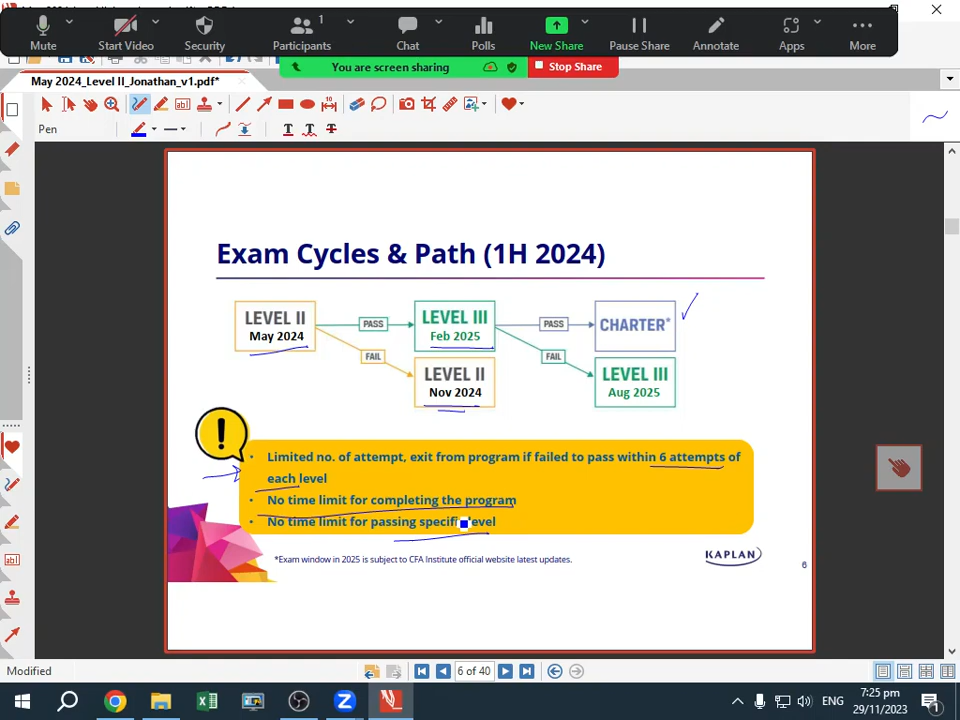 Mute
Start Video
Security
1
Participants
Chat
Polls
New Share
Pause Share
Annotate
Apps
More
You are screen sharing
Stop Share
May 2024_Level II_Jonathan_v1.pdf*
Pen
Exam Cycles & Path (1H 2024)
LEVEL II
May 2024
PASS
LEVEL III
Feb 2025
PASS
CHARTER*
FAIL
LEVEL II
Nov 2024
FAIL
LEVEL III
Aug 2025
• Limited no. of attempt, exit from program if failed to pass within 6 attempts of
each level
• No time limit for completing the program
• No time limit for passing specific level
*Exam window in 2025 is subject to CFA Institute official website latest updates.
KAPLAN
6
Modified
6 of 40
ENG
7:25 pm
29/11/2023
1